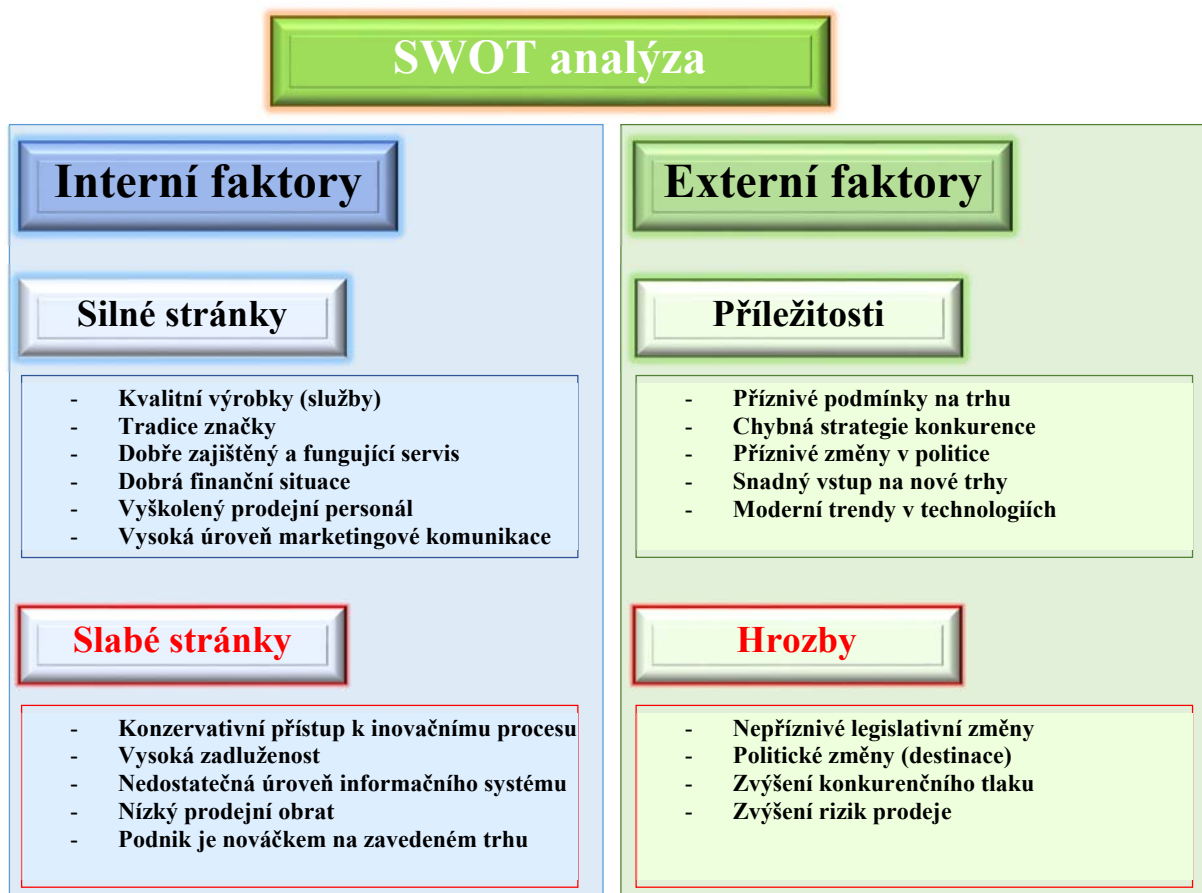 SWOT analýza
Interní faktory
Silné stránky
- Kvalitní výrobky (služby)
- Tradice značky
- Dobře zajištěný a fungující servis
- Dobrá finanční situace
- Vyškolený prodejní personál
- Vysoká úroveň marketingové komunikace
Slabé stránky
- Konzervativní přístup k inovačnímu procesu
- Vysoká zadluženost
- Nedostatečná úroveň informačního systému
- Nízký prodejní obrat
- Podnik je nováčkem na zavedeném trhu
Externí faktory
Příležitosti
- Příznivé podmínky na trhu
- Chybná strategie konkurence
- Příznivé změny v politice
- Snadný vstup na nové trhy
- Moderní trendy v technologiích
Hrozby
- Nepříznivé legislativní změny
- Politické změny (destinace)
- Zvýšení konkurenčního tlaku
- Zvýšení rizik prodeje